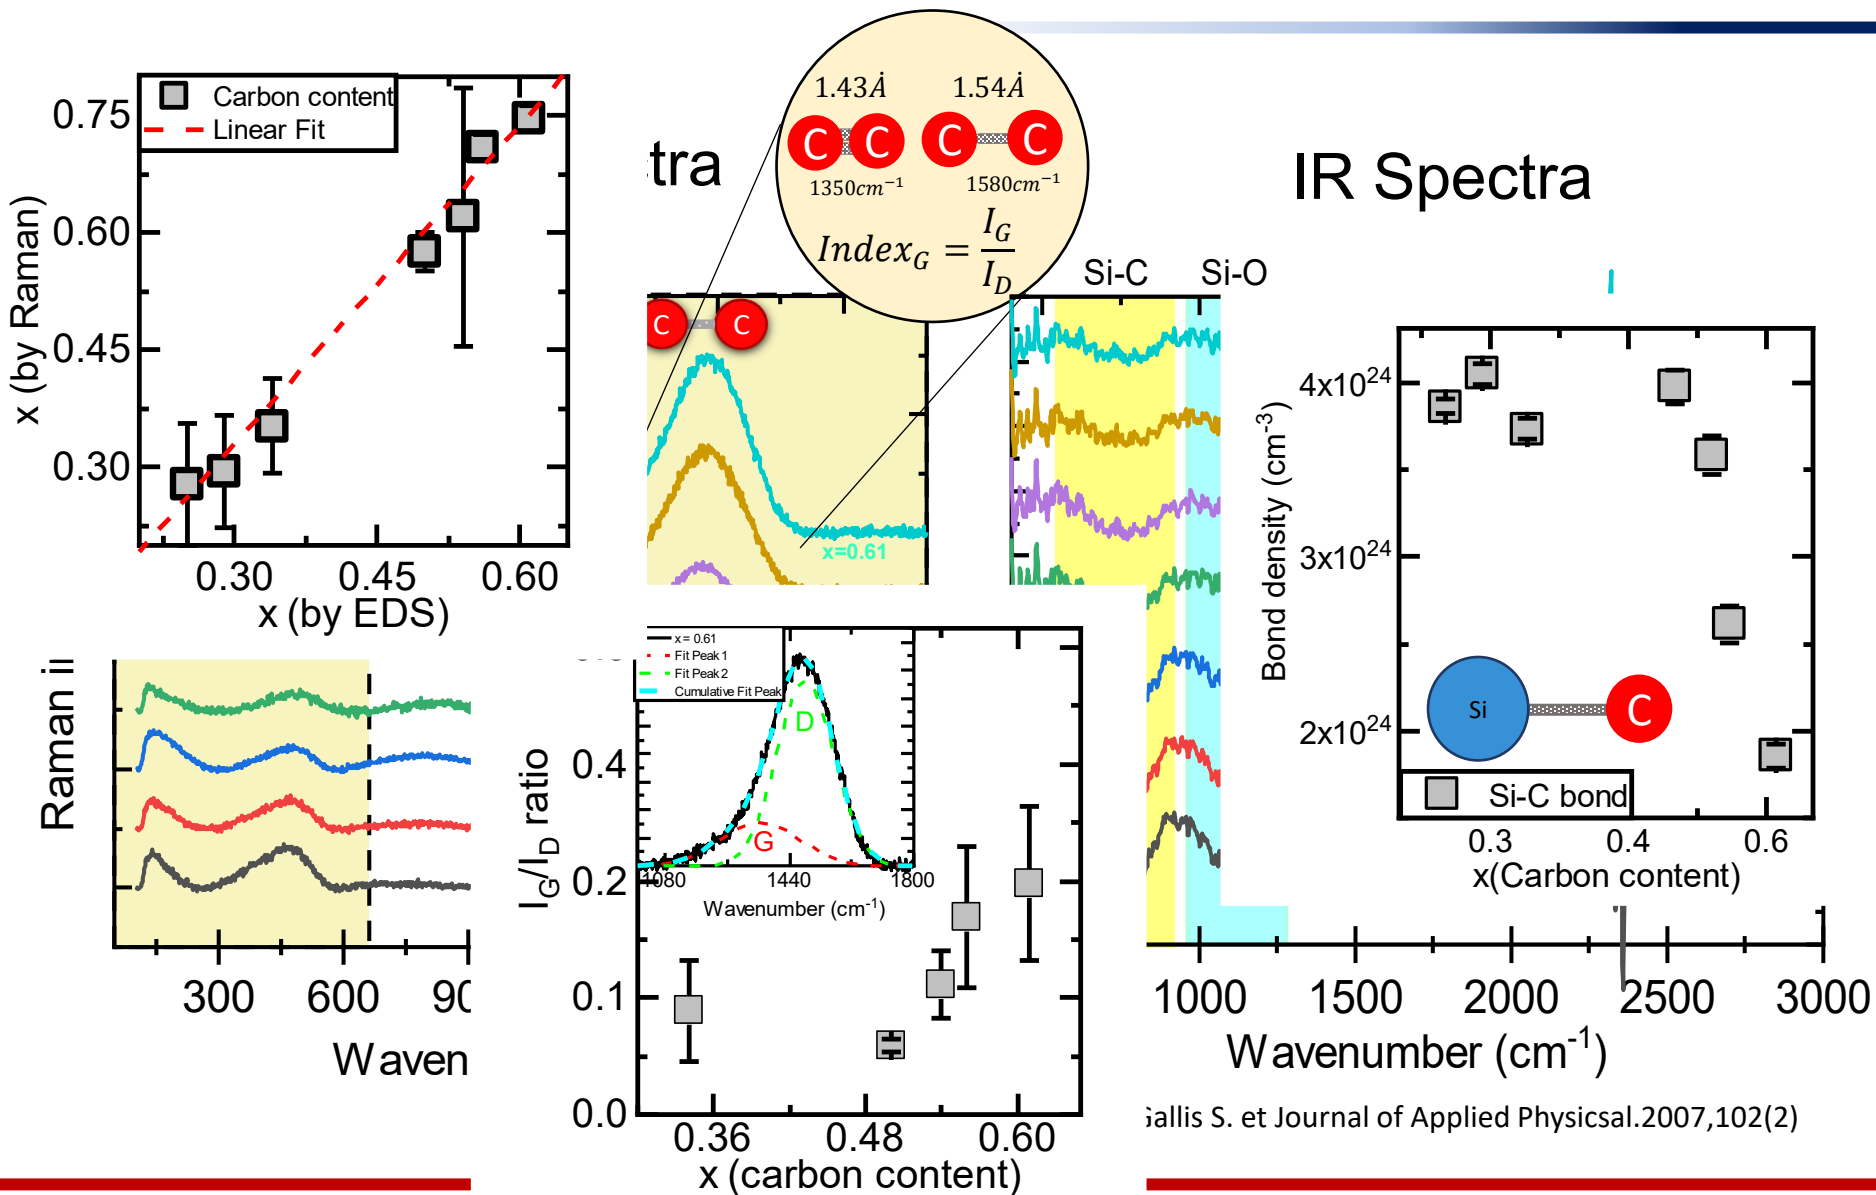 Carbon content
Linear Fit
0.75
0.60
0.45
0.30
x (by Raman)
0.30 0.45 0.60
x (by EDS)
tra
1.43Ȧ 1.54Ȧ
C C C C
1350cm⁻¹ 1580cm⁻¹
Index_G = I_G / I_D
IR Spectra
Si-C Si-O
C C
x=0.61
4x10²⁴
3x10²⁴
2x10²⁴
Bond density (cm⁻³)
Si C
Si-C bond
0.3 0.4 0.6
x(Carbon content)
Raman
300 600 90
Waven
x = 0.61
Fit Peak 1
Fit Peak 2
Cumulative Fit Peak
D
G
1080 1440 1800
Wavenumber (cm⁻¹)
0.4
0.2
0.1
0.0
I_G/I_D ratio
0.36 0.48 0.60
x (carbon content)
1000 1500 2000 2500 3000
Wavenumber (cm⁻¹)
allis S. et Journal of Applied Physicsal.2007,102(2)